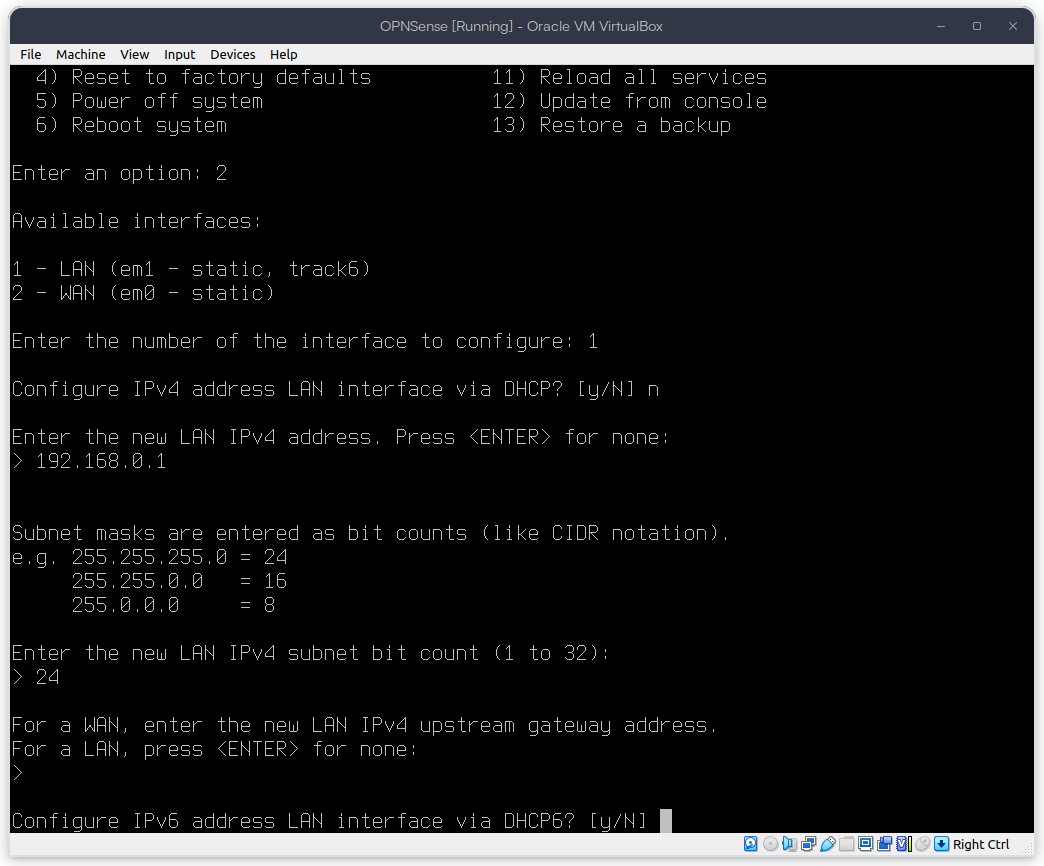 OPNSense [Running] - Oracle VM VirtualBox
File Machine View Input Devices Help
4) Reset to factory defaults 11) Reload all services
5) Power off system 12) Update from console
6) Reboot system 13) Restore a backup
Enter an option: 2
Available interfaces:
1 - LAN (em1 - static, track6)
2 - WAN (em0 - static)
Enter the number of the interface to configure: 1
Configure IPv4 address LAN interface via DHCP? [y/N] n
Enter the new LAN IPv4 address. Press <ENTER> for none:
> 192.168.0.1
Subnet masks are entered as bit counts (like CIDR notation).
e.g. 255.255.255.0 = 24
255.255.0.0 = 16
255.0.0.0 = 8
Enter the new LAN IPv4 subnet bit count (1 to 32):
> 24
For a WAN, enter the new LAN IPv4 upstream gateway address.
For a LAN, press <ENTER> for none:
>
Configure IPv6 address LAN interface via DHCP6? [y/N]
Right Ctrl